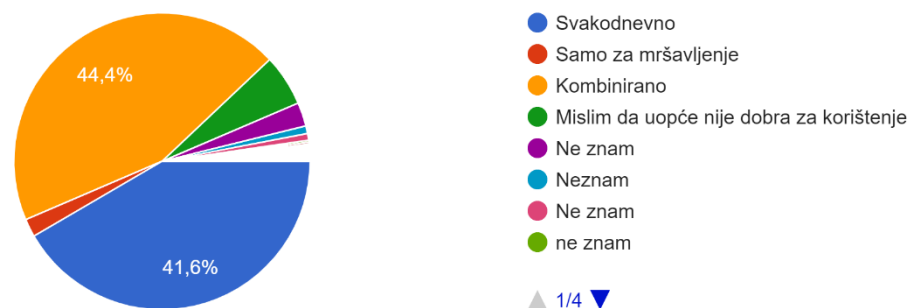 44,4%
41,6%
Svakodnevno
Samo za mršavljenje
Kombinirano
Mislim da uopće nije dobra za korištenje
Ne znam
Neznam
Ne znam
ne znam
1/4